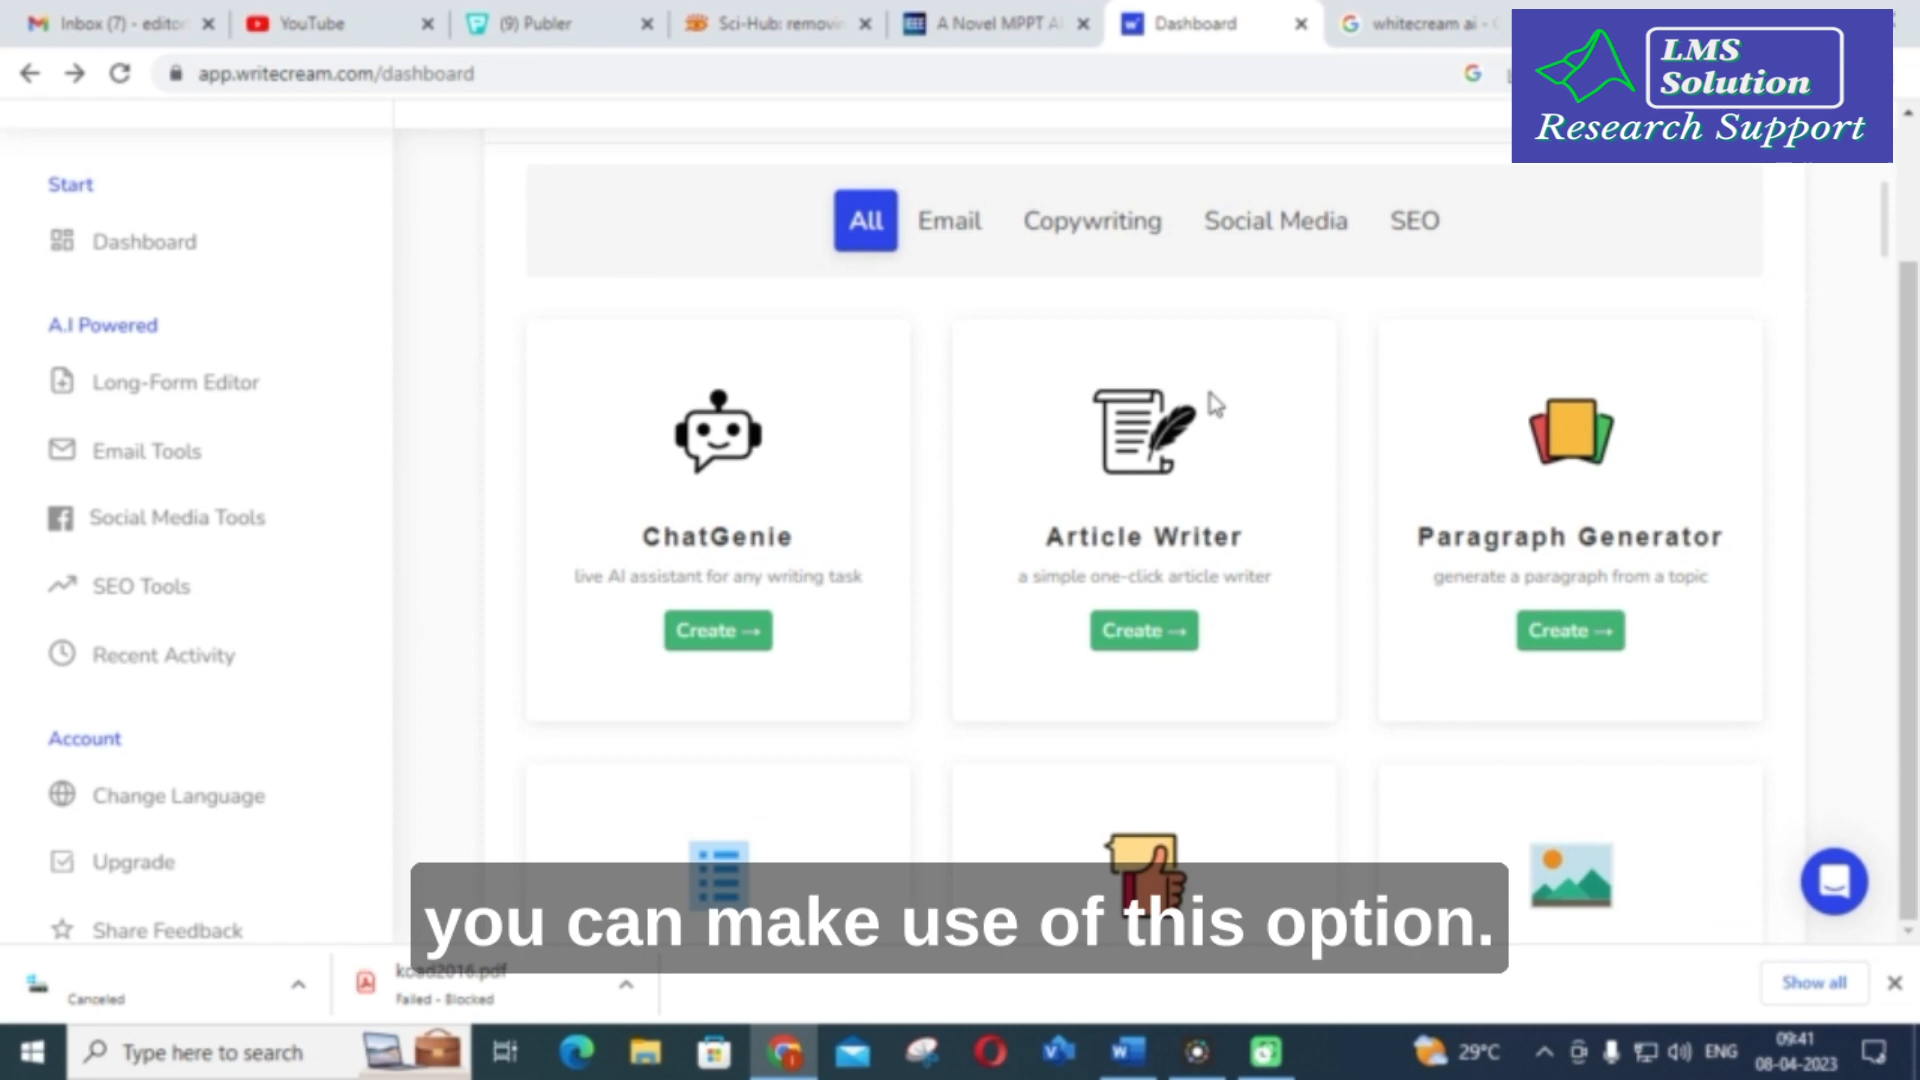 Inbox (7) - editor
YouTube
(9) Publer
Sci-Hub: removin
A Novel MPPT Al
Dashboard
whitecream ai -
LMS
Solution
Research Support
app.writecream.com/dashboard
Start
Dashboard
A.I Powered
Long-Form Editor
Email Tools
Social Media Tools
SEO Tools
Recent Activity
Account
Change Language
Upgrade
Share Feedback
All
Email
Copywriting
Social Media
SEO
ChatGenie
live AI assistant for any writing task
Create →
Article Writer
a simple one-click article writer
Create →
Paragraph Generator
generate a paragraph from a topic
Create →
you can make use of this option.
Canceled
Failed - Blocked
Show all
Type here to search
29°C
ENG
09:41
08-04-2023